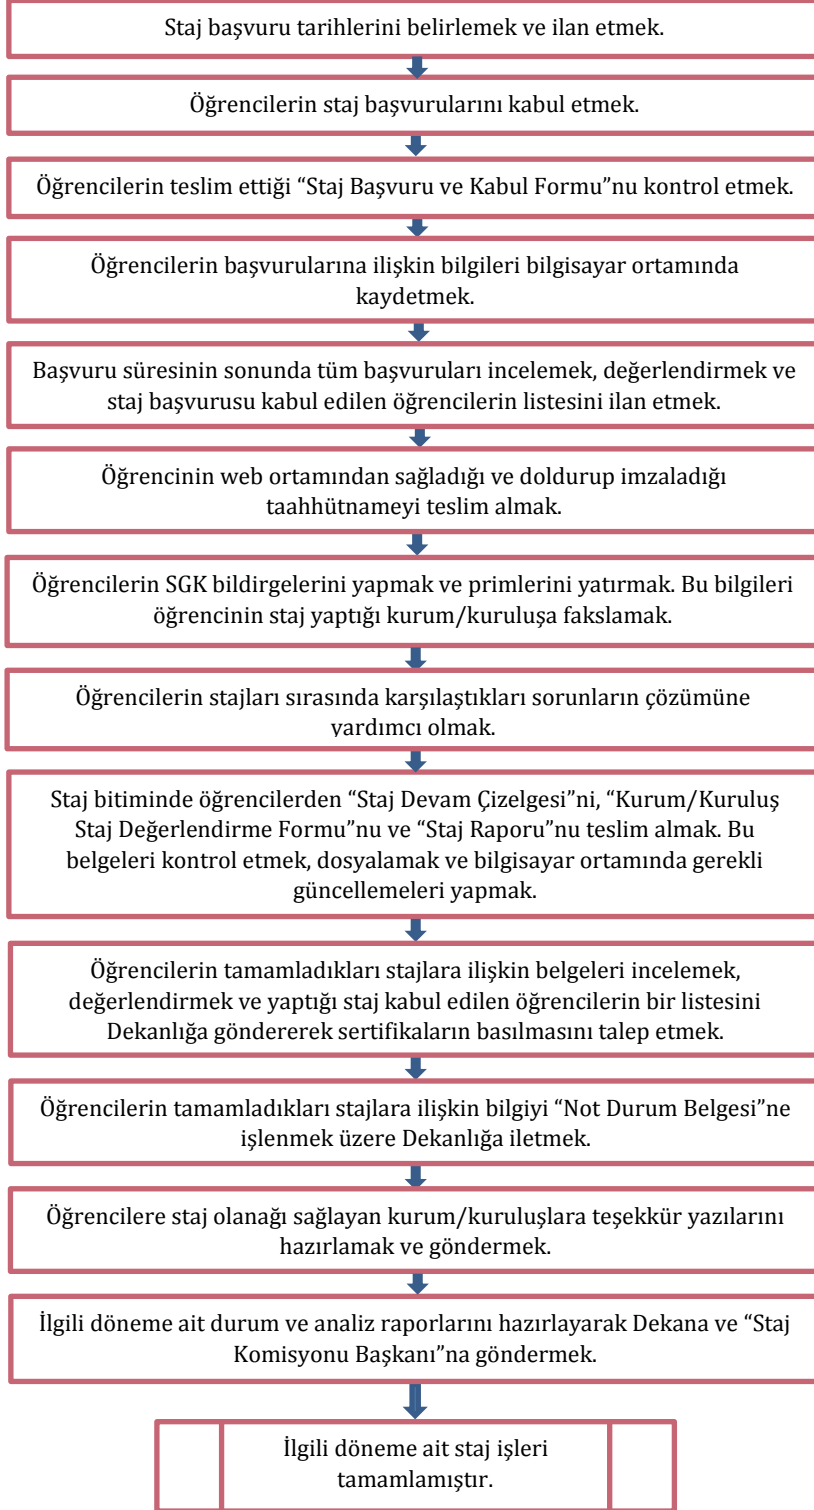 Staj başvuru tarihlerini belirlemek ve ilan etmek.
Öğrencilerin staj başvurularını kabul etmek.
Öğrencilerin teslim ettiği “Staj Başvuru ve Kabul Formu”nu kontrol etmek.
Öğrencilerin başvurularına ilişkin bilgileri bilgisayar ortamında
kaydetmek.
Başvuru süresinin sonunda tüm başvuruları incelemek, değerlendirmek ve
staj başvurusu kabul edilen öğrencilerin listesini ilan etmek.
Öğrencinin web ortamından sağladığı ve doldurup imzaladığı
taahhütnameyi teslim almak.
Öğrencilerin SGK bildirgelerini yapmak ve primlerini yatırmak. Bu bilgileri
öğrencinin staj yaptığı kurum/kuruluşa fakslamak.
Öğrencilerin stajları sırasında karşılaştıkları sorunların çözümüne
yardımcı olmak.
Staj bitiminde öğrencilerden “Staj Devam Çizelgesi”ni, “Kurum/Kuruluş
Staj Değerlendirme Formu”nu ve “Staj Raporu”nu teslim almak. Bu
belgeleri kontrol etmek, dosyalamak ve bilgisayar ortamında gerekli
güncellemeleri yapmak.
Öğrencilerin tamamladıkları stajlara ilişkin belgeleri incelemek,
değerlendirmek ve yaptığı staj kabul edilen öğrencilerin bir listesini
Dekanlığa göndererek sertifikaların basılmasını talep etmek.
Öğrencilerin tamamladıkları stajlara ilişkin bilgiyi “Not Durum Belgesi”ne
işlenmek üzere Dekanlığa iletmek.
Öğrencilere staj olanağı sağlayan kurum/kuruluşlara teşekkür yazılarını
hazırlamak ve göndermek.
İlgili döneme ait durum ve analiz raporlarını hazırlayarak Dekana ve “Staj
Komisyonu Başkanı”na göndermek.
İlgili döneme ait staj işleri
tamamlamıştır.